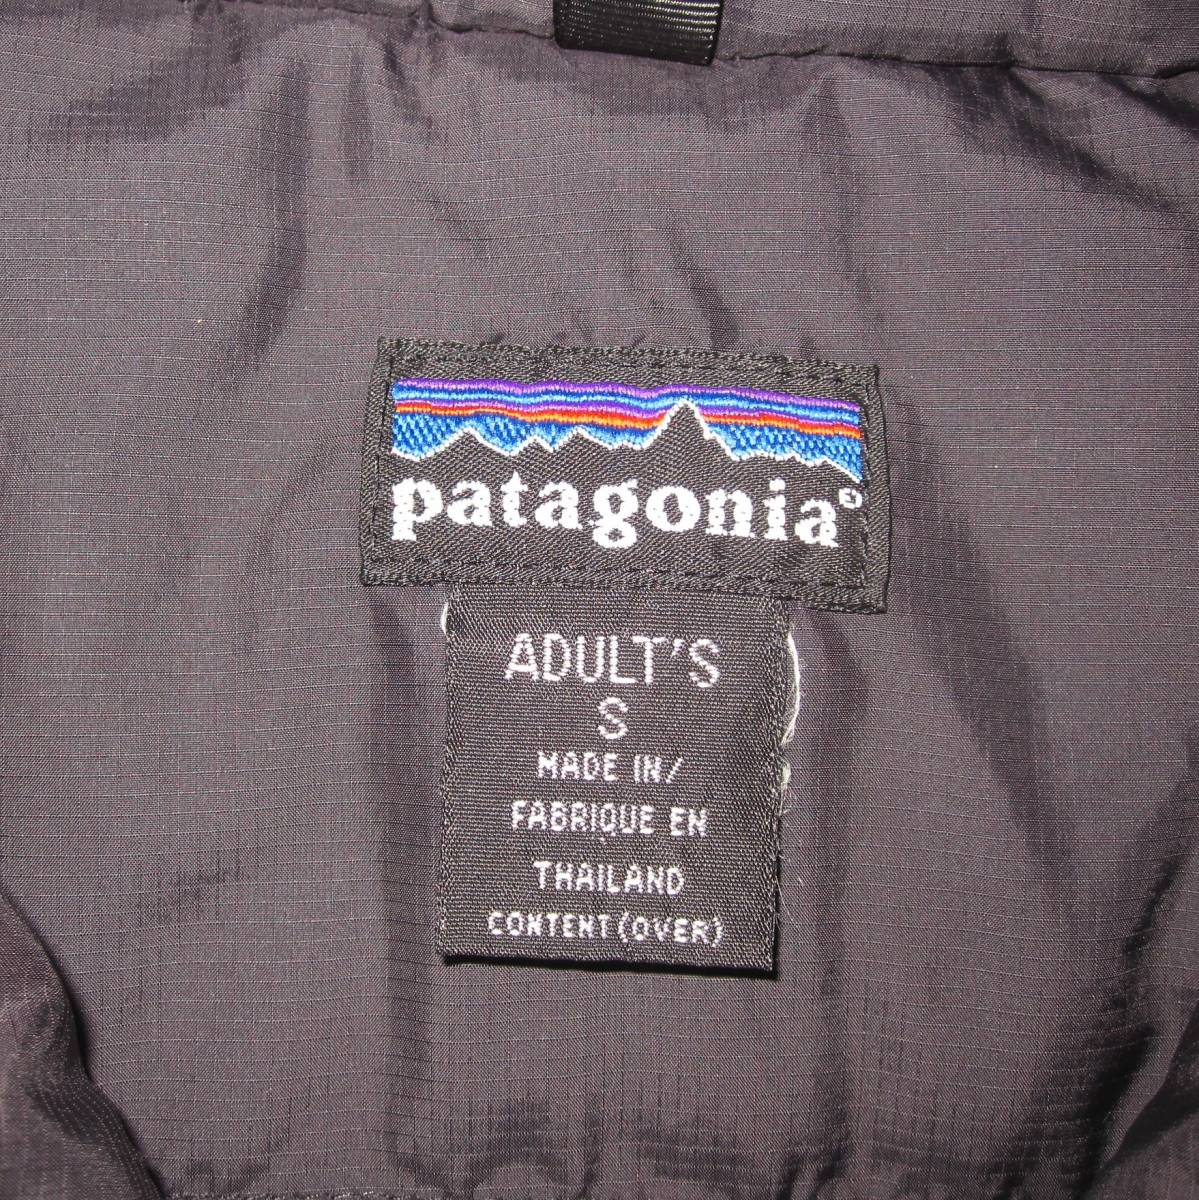 patagonia®
ADULT'S
S
MADE IN/
FABRIQUE EN
THAILAND
CONTENT (OVER)